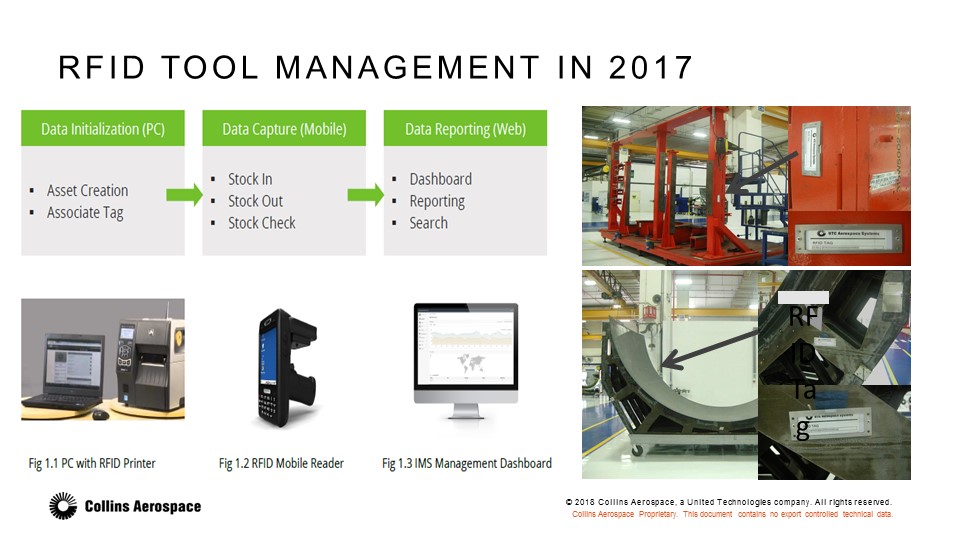 RFID TOOL MANAGEMENT IN 2017
Data Initialization (PC)
▪ Asset Creation
▪ Associate Tag
Data Capture (Mobile)
▪ Stock In
▪ Stock Out
▪ Stock Check
Data Reporting (Web)
▪ Dashboard
▪ Reporting
▪ Search
UTC Aerospace Systems
RFID TAG
RF
ID
Ta
g
Fig 1.1 PC with RFID Printer
Fig 1.2 RFID Mobile Reader
Fig 1.3 IMS Management Dashboard
Collins Aerospace
© 2018 Collins Aerospace, a United Technologies company. All rights reserved.
Collins Aerospace Proprietary. This document contains no export controlled technical data.